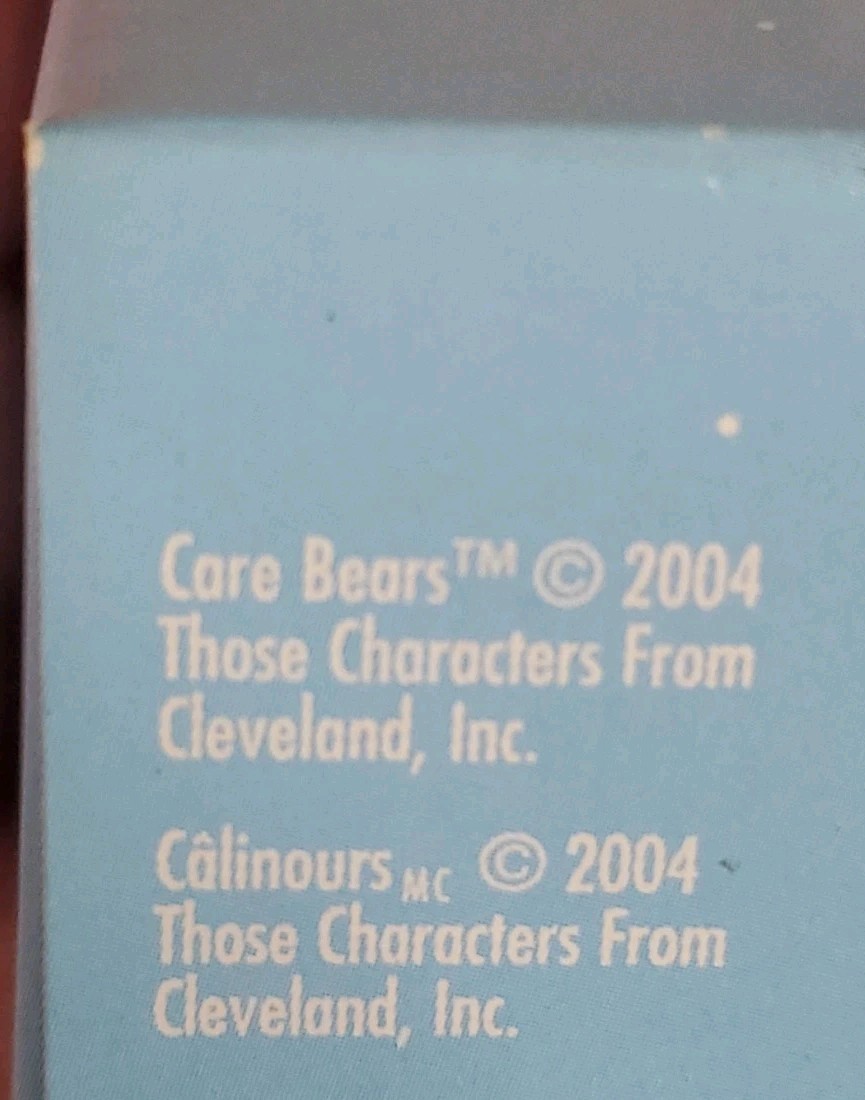 Care Bears™ © 2004
Those Characters From
Cleveland, Inc.
Câlinours MC © 2004
Those Characters From
Cleveland, Inc.